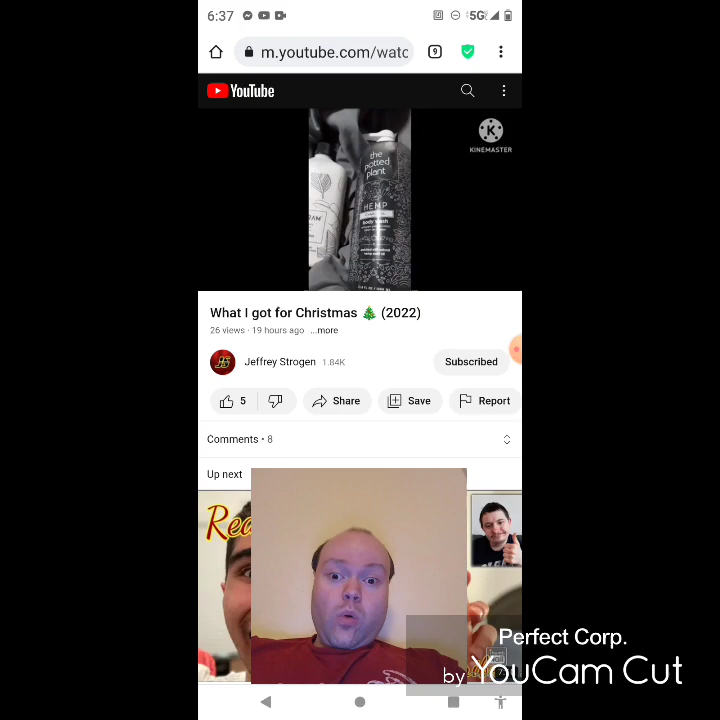 6:37
5G
m.youtube.com/watc
9
YouTube
K
KINEMASTER
the
potted
plant
HEMP
body wash
What I got for Christmas 🎄 (2022)
26 views · 19 hours ago ...more
JS
Jeffrey Strogen 1.84K
Subscribed
5
Share
Save
Report
Comments • 8
Up next
Rea
Perfect Corp.
by YouCam Cut